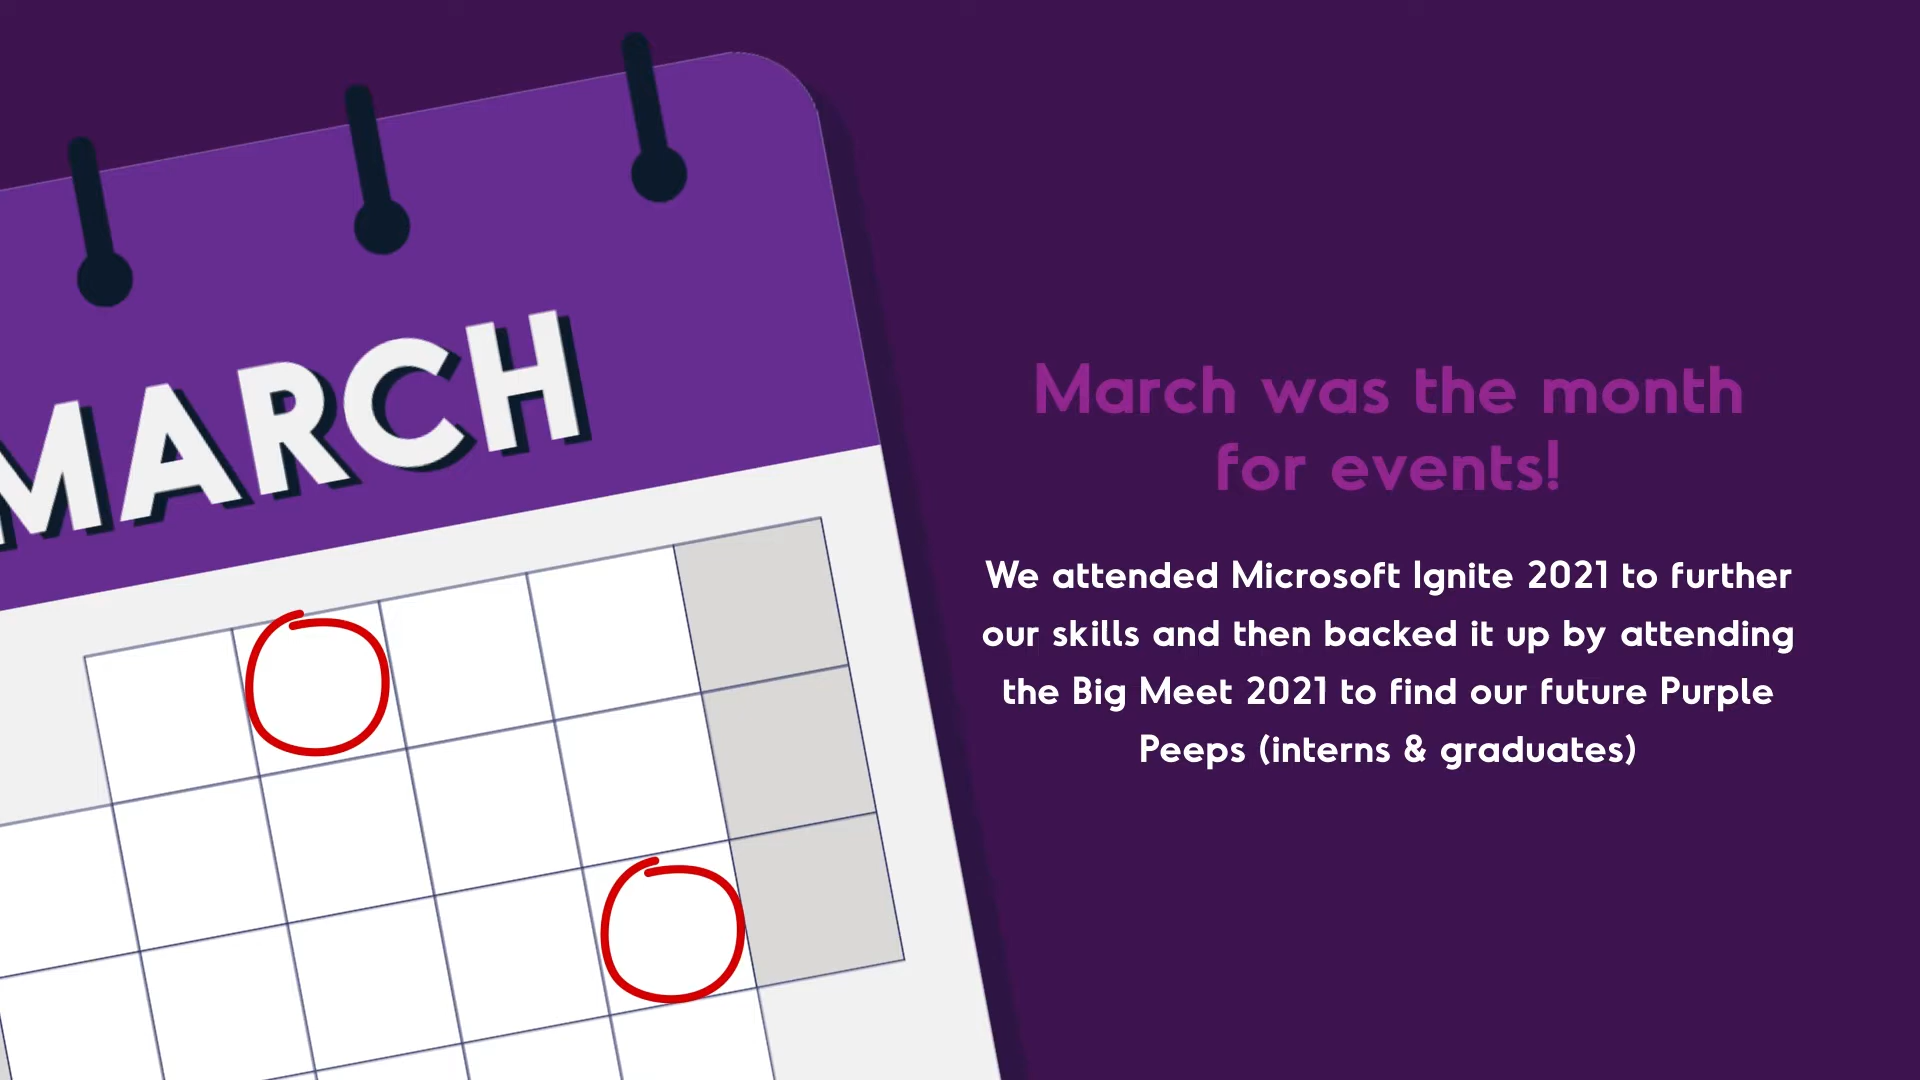 MARCH
March was the month
for events!
We attended Microsoft Ignite 2021 to further
our skills and then backed it up by attending
the Big Meet 2021 to find our future Purple
Peeps (interns & graduates)